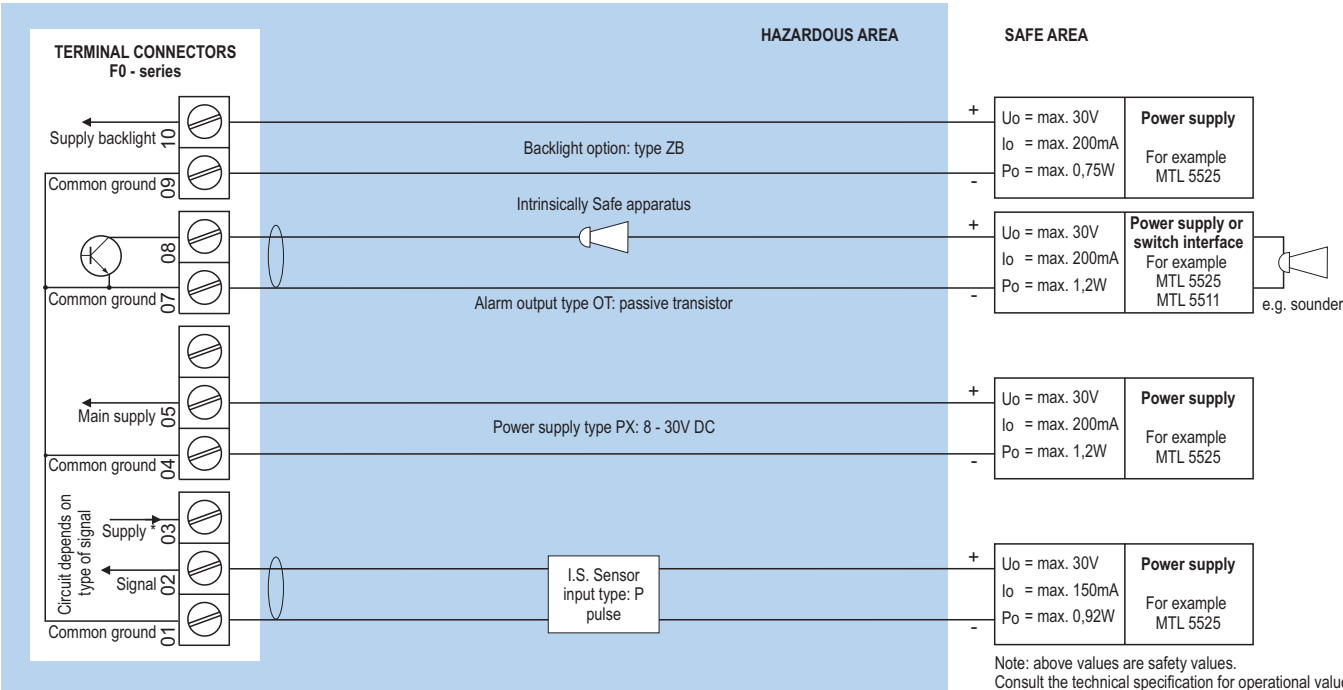 HAZARDOUS AREA
SAFE AREA
TERMINAL CONNECTORS
F0 - series
Supply backlight
10
Common ground
09
Backlight option: type ZB
+
-
Uo = max. 30V
Io = max. 200mA
Po = max. 0,75W
Power supply
For example
MTL 5525
08
Common ground
07
Intrinsically Safe apparatus
Alarm output type OT: passive transistor
+
-
Uo = max. 30V
Io = max. 200mA
Po = max. 1,2W
Power supply or
switch interface
For example
MTL 5525
MTL 5511
e.g. sounder
Main supply
05
Common ground
04
Power supply type PX: 8 - 30V DC
+
-
Uo = max. 30V
Io = max. 200mA
Po = max. 1,2W
Power supply
For example
MTL 5525
Circuit depends on
type of signal
Supply *
03
Signal
02
Common ground
01
I.S. Sensor
input type: P
pulse
+
-
Uo = max. 30V
Io = max. 150mA
Po = max. 0,92W
Power supply
For example
MTL 5525
Note: above values are safety values.
Consult the technical specification for operational value